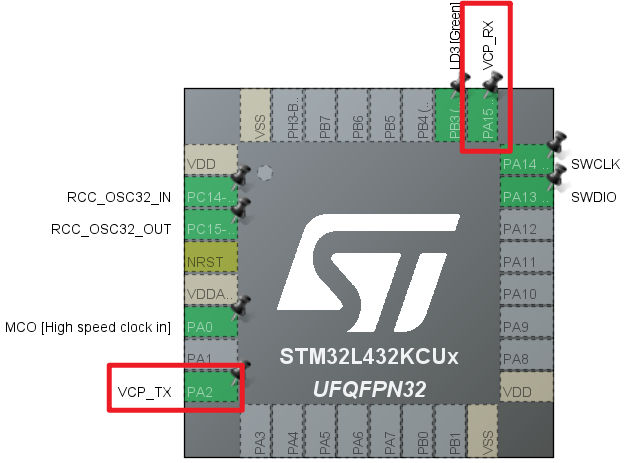 LD3 [Green]
VCP_RX
VSS
PH3-B..
PB7
PB6
PB5
PB4 (..
PB3 (..
PA15 ..
VDD
RCC_OSC32_IN
PC14-..
RCC_OSC32_OUT
PC15-..
NRST
VDDA..
MCO [High speed clock in]
PA0
PA1
VCP_TX
PA2
PA14 ..
SWCLK
PA13 ..
SWDIO
PA12
PA11
PA10
PA9
PA8
VDD
ST
STM32L432KCUx
UFQFPN32
PA3
PA4
PA5
PA6
PA7
PB0
PB1
VSS